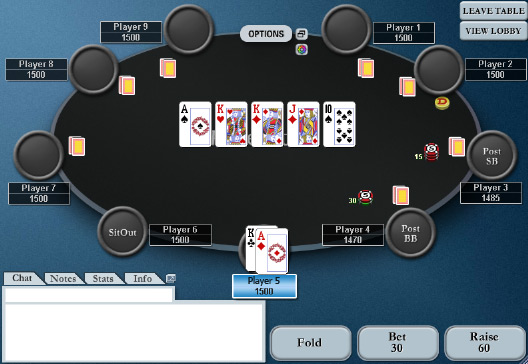 LEAVE TABLE
VIEW LOBBY
OPTIONS
Player 9
1500
Player 1
1500
Player 8
1500
Player 2
1500
D
A
K
K
J
10
15
Post
SB
Player 7
1500
Player 3
1485
30
SitOut
Player 6
1500
K
A
Player 4
1470
Post
BB
Player 5
1500
Chat
Notes
Stats
Info
Fold
Bet
30
Raise
60